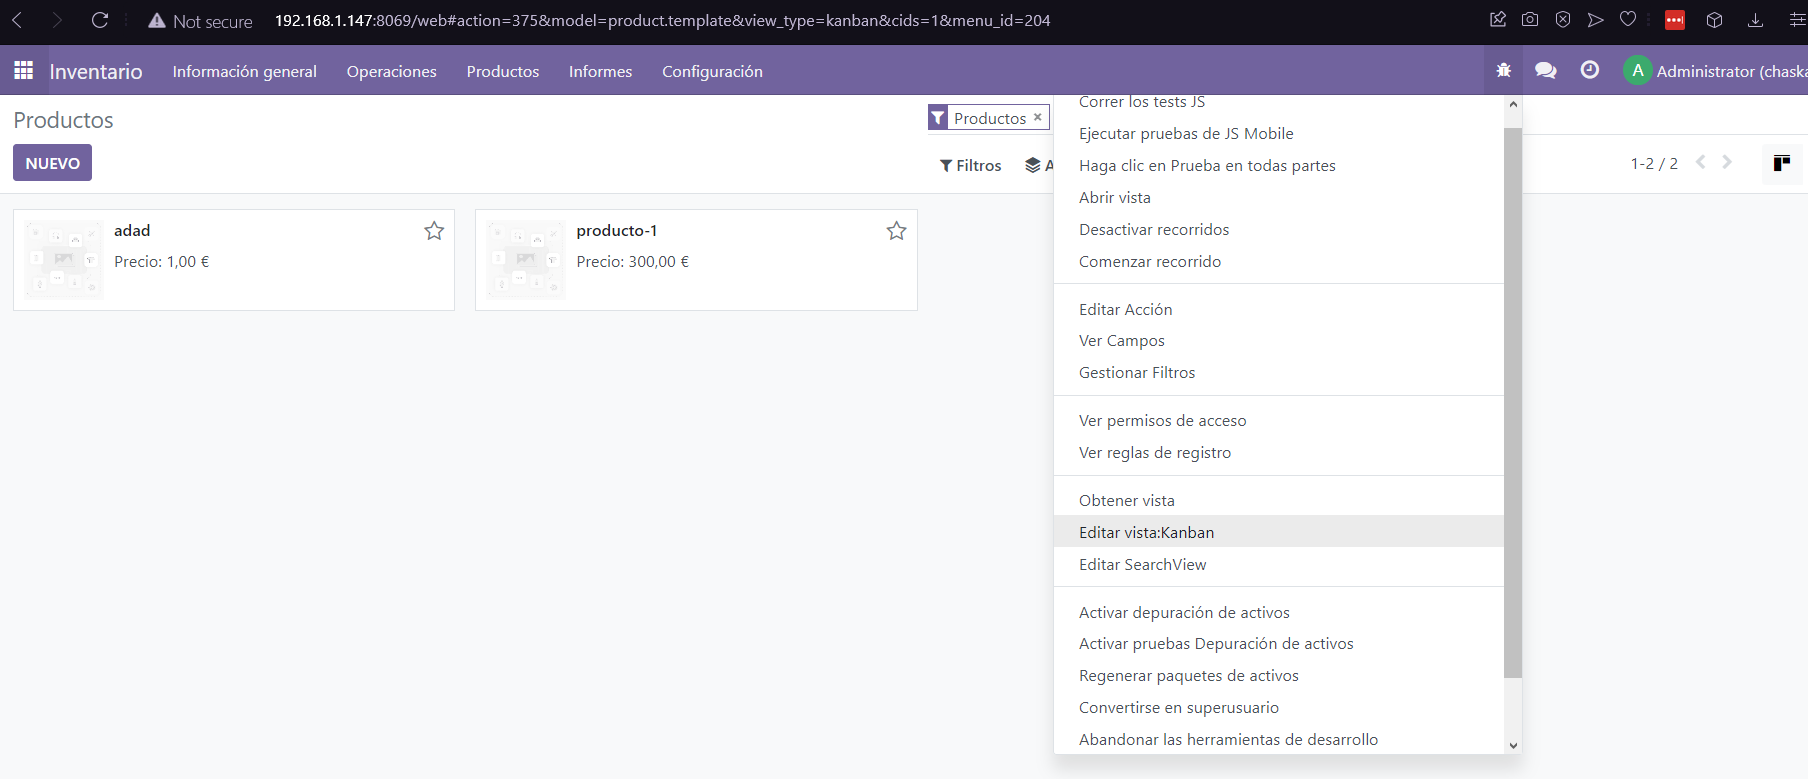 Not secure 192.168.1.147:8069/web#action=375&model=product.template&view_type=kanban&cids=1&menu_id=204
Inventario Información general Operaciones Productos Informes Configuración A Administrator (chaska
Productos
Productos ×
NUEVO
Filtros A
1-2 / 2
adad
Precio: 1,00 €
producto-1
Precio: 300,00 €
Correr los tests JS
Ejecutar pruebas de JS Mobile
Haga clic en Prueba en todas partes
Abrir vista
Desactivar recorridos
Comenzar recorrido
Editar Acción
Ver Campos
Gestionar Filtros
Ver permisos de acceso
Ver reglas de registro
Obtener vista
Editar vista:Kanban
Editar SearchView
Activar depuración de activos
Activar pruebas Depuración de activos
Regenerar paquetes de activos
Convertirse en superusuario
Abandonar las herramientas de desarrollo